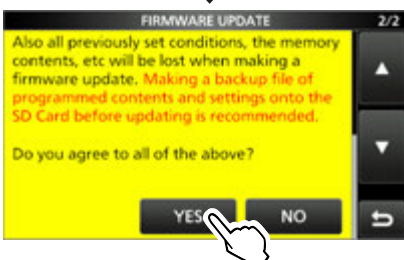 FIRMWARE UPDATE 2/2
Also all previously set conditions, the memory
contents, etc will be lost when making a
firmware update. Making a backup file of
programmed contents and settings onto the
SD Card before updating is recommended.
Do you agree to all of the above?
YES NO